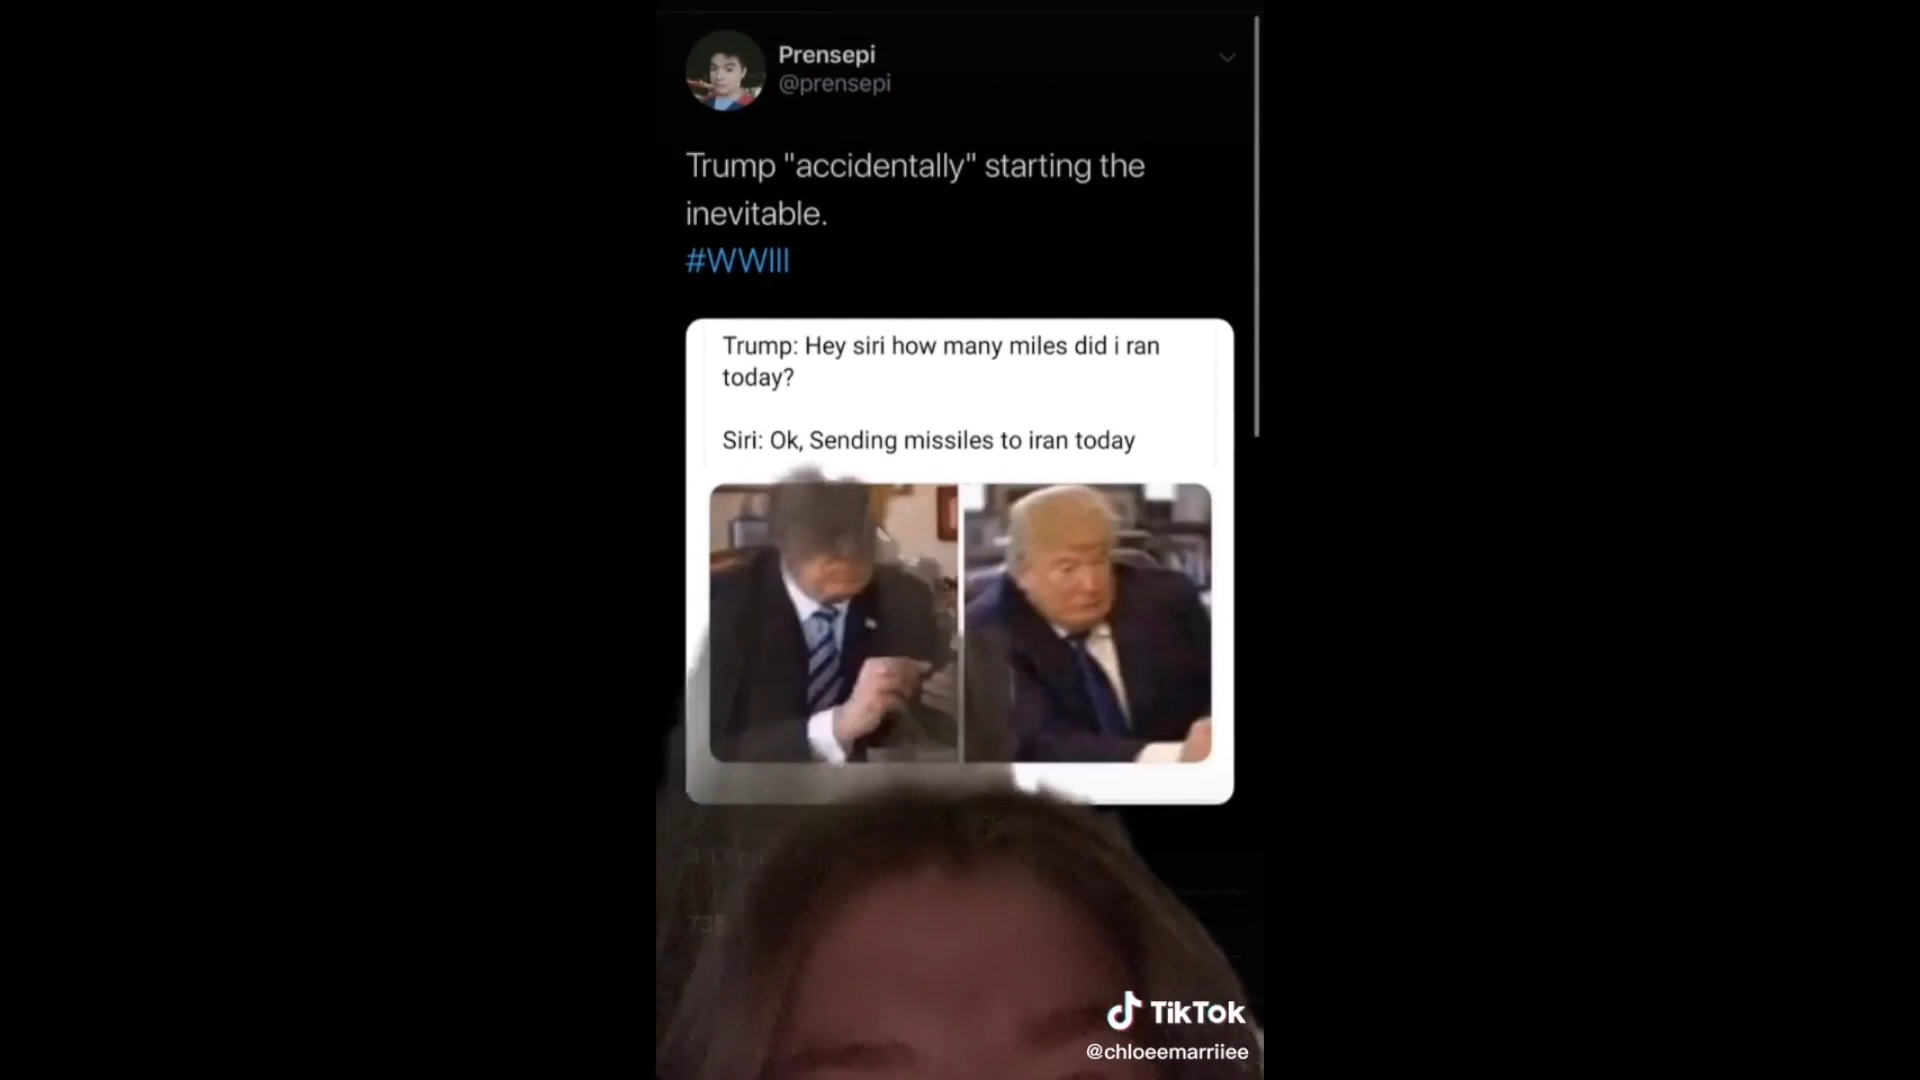 Prensepi
@prensepi
Trump "accidentally" starting the
inevitable.
#WWIII
Trump: Hey siri how many miles did i ran
today?
Siri: Ok, Sending missiles to iran today
TikTok
@chloeemarriiee